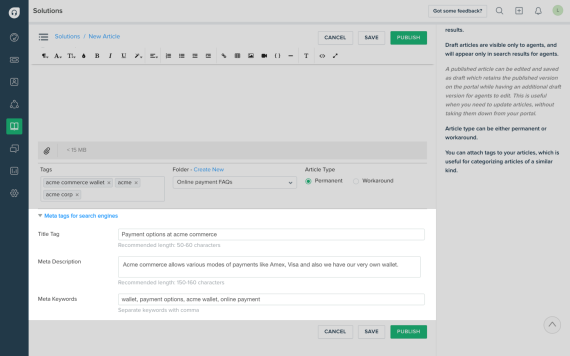 Solutions
Got some feedback?
L
Solutions / New Article
CANCEL
SAVE
PUBLISH
< 15 MB
Tags
acme commerce wallet ×
acme ×
acme corp ×
Folder - Create New
Online payment FAQs
Article Type
Permanent
Workaround
Meta tags for search engines
Title Tag
Payment options at acme commerce
Recommended length: 50-60 characters
Meta Description
Acme commerce allows various modes of payments like Amex, Visa and also we have our very own wallet.
Recommended length: 150-160 characters
Meta Keywords
wallet, payment options, acme wallet, online payment
Separate keywords with comma
CANCEL
SAVE
PUBLISH
results.
Draft articles are visible only to agents, and
will appear only in search results for agents.
A published article can be edited and saved
as draft which retains the published version
on the portal while having an additional draft
version for agents to edit. This is useful
when you need to update articles, without
taking them down from your portal.
Article type can be either permanent or
workaround.
You can attach tags to your articles, which is
useful for categorizing articles of a similar
kind.